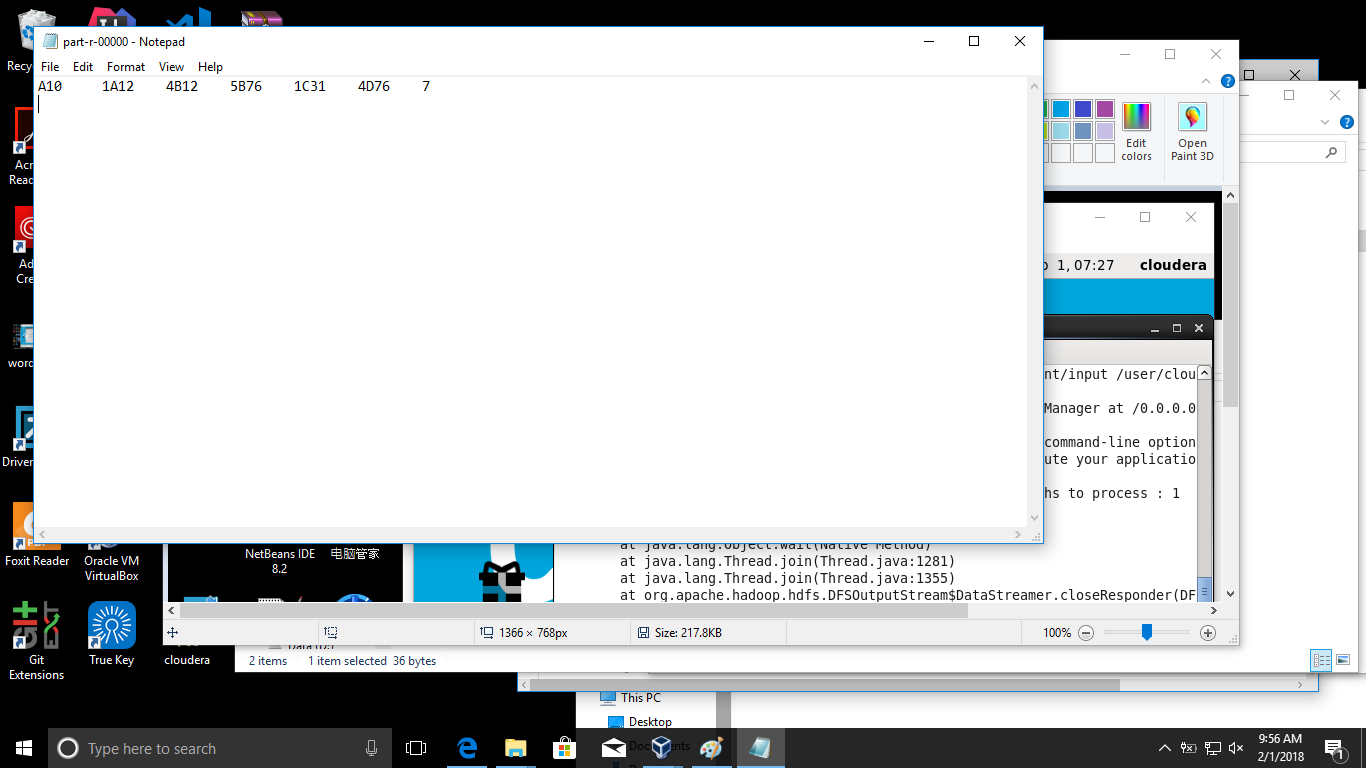 part-r-00000 - Notepad
File Edit Format View Help
A10 1A12 4B12 5B76 1C31 4D76 7
Edit colors
Open Paint 3D
1, 07:27 cloudera
nt/input /user/clou
Manager at /0.0.0.0
command-line option
ute your applicatio
hs to process : 1
at java.lang.Object.wait(Native Method)
at java.lang.Thread.join(Thread.java:1281)
at java.lang.Thread.join(Thread.java:1355)
at org.apache.hadoop.hdfs.DFSOutputStream$DataStreamer.closeResponder(DF
Recy
Acr
Read
Ad
Cre
word
Driver
Foxit Reader
Oracle VM VirtualBox
NetBeans IDE 8.2
电脑管家
Git Extensions
True Key
cloudera
1366 × 768px
Size: 217.8KB
100%
2 items 1 item selected 36 bytes
This PC
Desktop
Documents
Type here to search
9:56 AM
2/1/2018
1